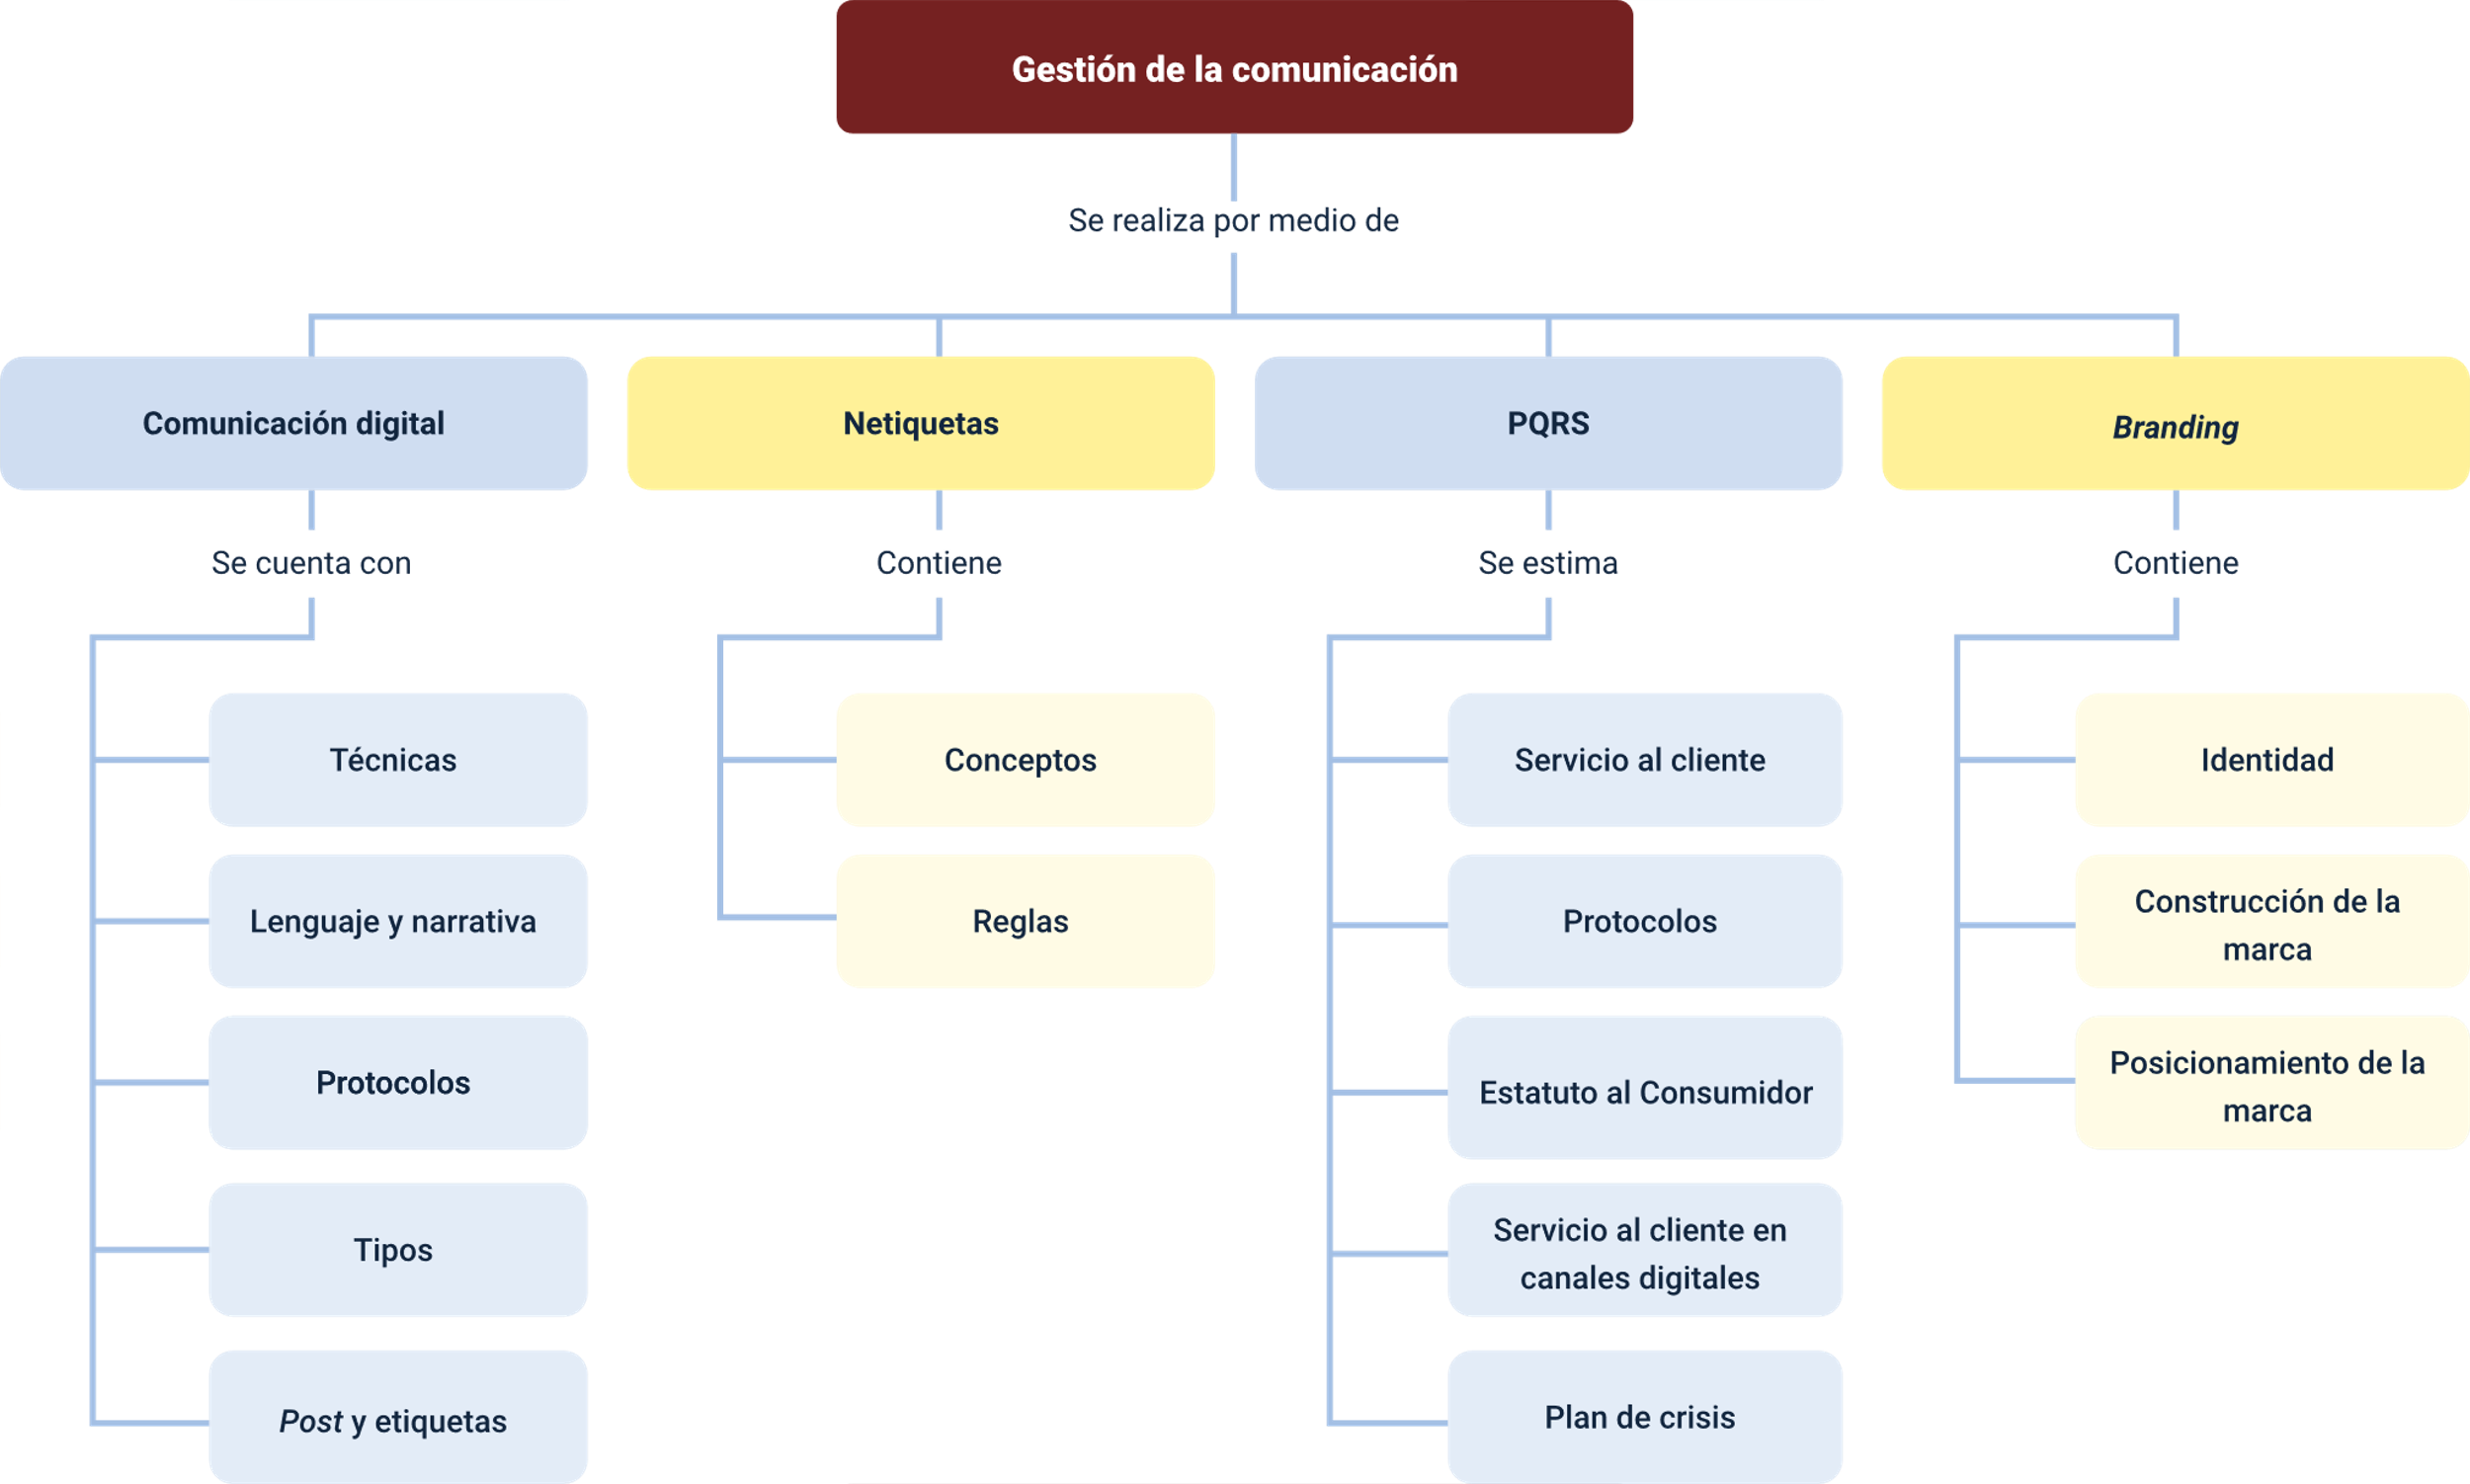 Gestión de la comunicación
Se realiza por medio de
Comunicación digital
Netiquetas
PQRS
Branding
Se cuenta con
Contiene
Se estima
Contiene
Técnicas
Lenguaje y narrativa
Protocolos
Tipos
Post y etiquetas
Conceptos
Reglas
Servicio al cliente
Protocolos
Estatuto al Consumidor
Servicio al cliente en
canales digitales
Plan de crisis
Identidad
Construcción de la
marca
Posicionamiento de la
marca